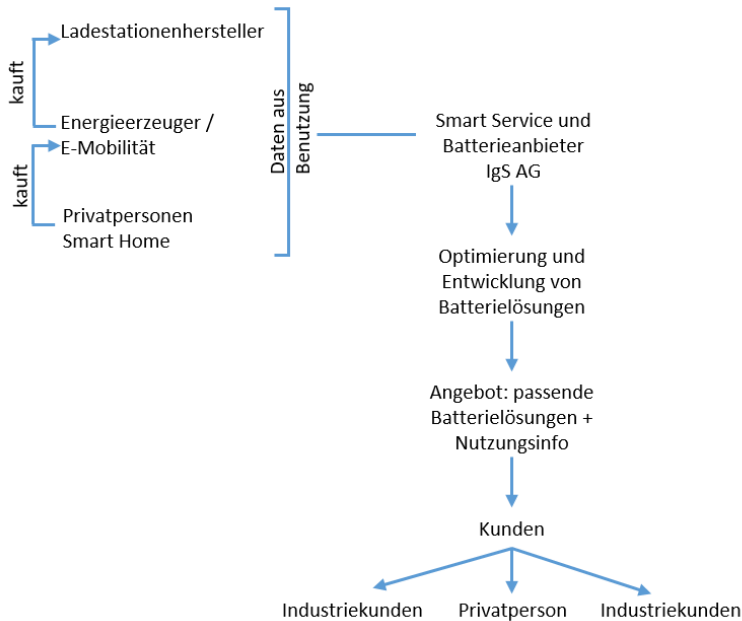 Ladestationenhersteller
kauft
Energieerzeuger /
E-Mobilität
kauft
Privatpersonen
Smart Home
Daten aus
Benutzung
Smart Service und
Batterieanbieter
IgS AG
Optimierung und
Entwicklung von
Batterielösungen
Angebot: passende
Batterielösungen +
Nutzungsinfo
Kunden
Industriekunden
Privatperson
Industriekunden